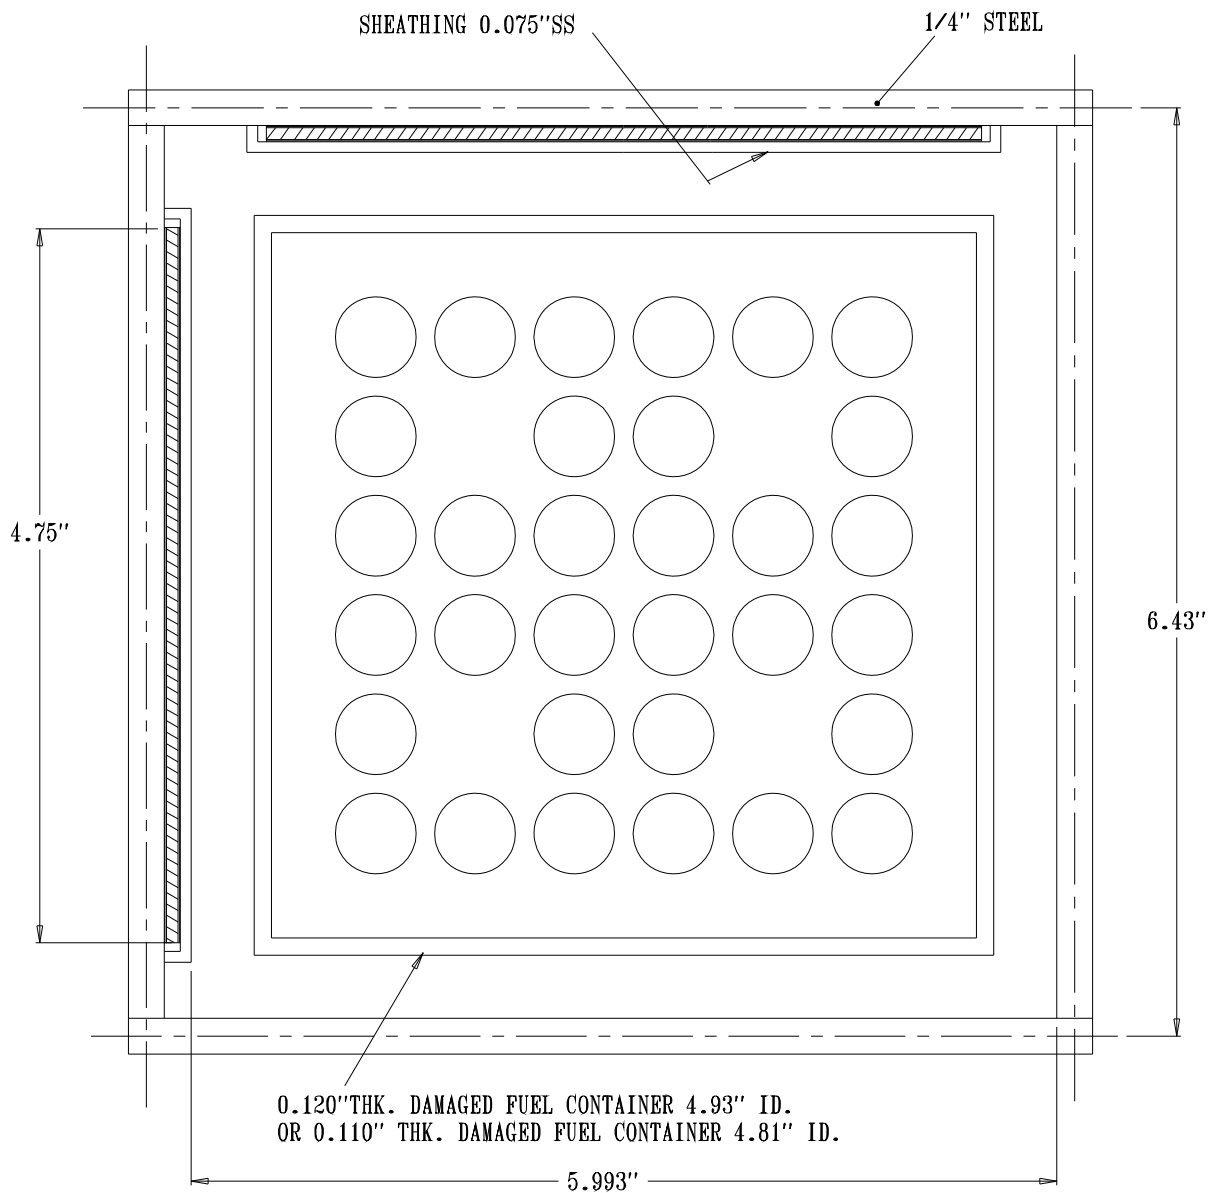 SHEATHING 0.075"SS
1/4" STEEL
4.75"
6.43"
0.120"THK. DAMAGED FUEL CONTAINER 4.93" ID.
OR 0.110" THK. DAMAGED FUEL CONTAINER 4.81" ID.
5.993"